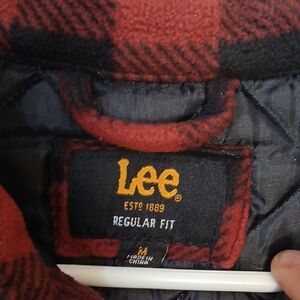 Lee®
ESTD 1889
REGULAR FIT
M
MADE IN
CHINA